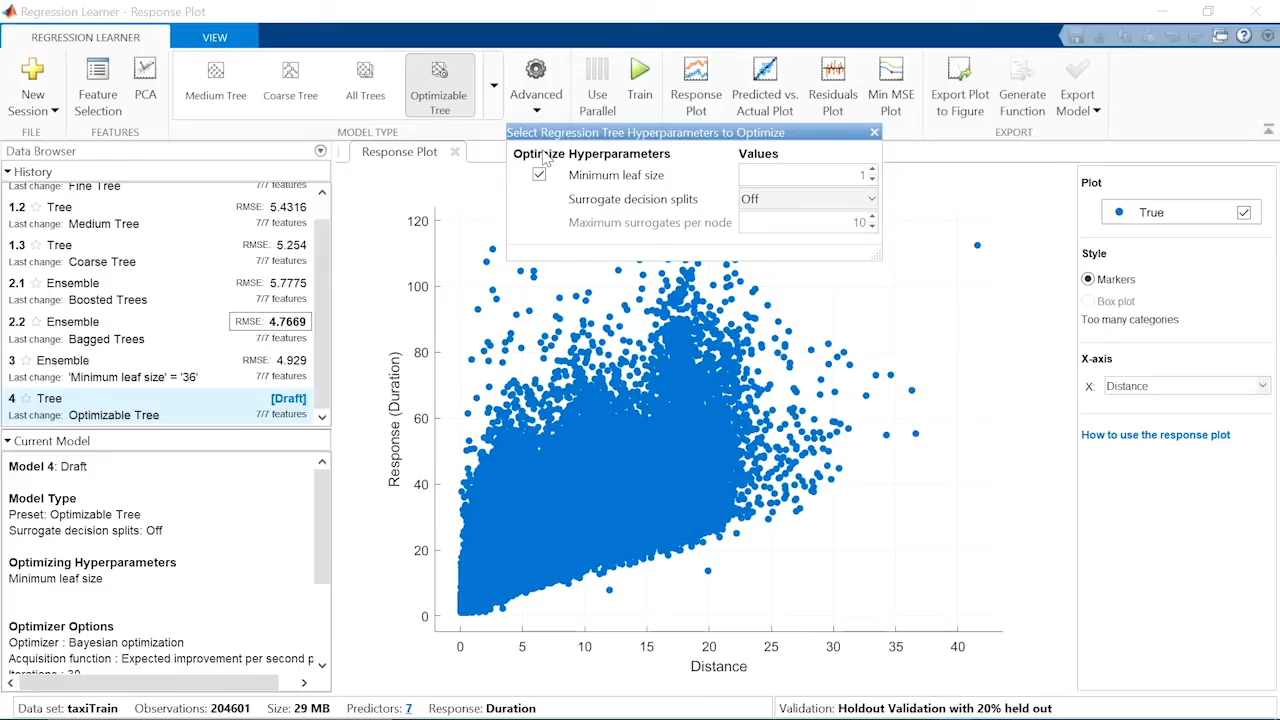 Regression Learner - Response Plot
REGRESSION LEARNER
VIEW
New
Session
Feature
Selection
PCA
Medium Tree
Coarse Tree
All Trees
Optimizable
Tree
Advanced
Use
Parallel
Train
Response
Plot
Predicted vs.
Actual Plot
Residuals
Plot
Min MSE
Plot
Export Plot
to Figure
Generate
Function
Export
Model
FILE
FEATURES
MODEL TYPE
EXPORT
Select Regression Tree Hyperparameters to Optimize
Optimize Hyperparameters Values
Minimum leaf size 1
Surrogate decision splits Off
Maximum surrogates per node 10
Data Browser
History
Last change: Fine Tree 7/7 features
1.2 Tree RMSE: 5.4316
Last change: Medium Tree 7/7 features
1.3 Tree RMSE: 5.254
Last change: Coarse Tree 7/7 features
2.1 Ensemble RMSE: 5.7775
Last change: Boosted Trees 7/7 features
2.2 Ensemble RMSE: 4.7669
Last change: Bagged Trees 7/7 features
3 Ensemble RMSE: 4.929
Last change: 'Minimum leaf size' = '36' 7/7 features
4 Tree [Draft]
Last change: Optimizable Tree 7/7 features
Current Model
Model 4: Draft
Model Type
Preset: Optimizable Tree
Surrogate decision splits: Off
Optimizing Hyperparameters
Minimum leaf size
Optimizer Options
Optimizer : Bayesian optimization
Acquisition function : Expected improvement per second p
Response Plot
Response (Duration)
120
100
80
60
40
20
0
0 5 10 15 20 25 30 35 40
Distance
Plot
True
Style
Markers
Box plot
Too many categories
X-axis
X: Distance
How to use the response plot
Data set: taxiTrain Observations: 204601 Size: 29 MB Predictors: 7 Response: Duration
Validation: Holdout Validation with 20% held out